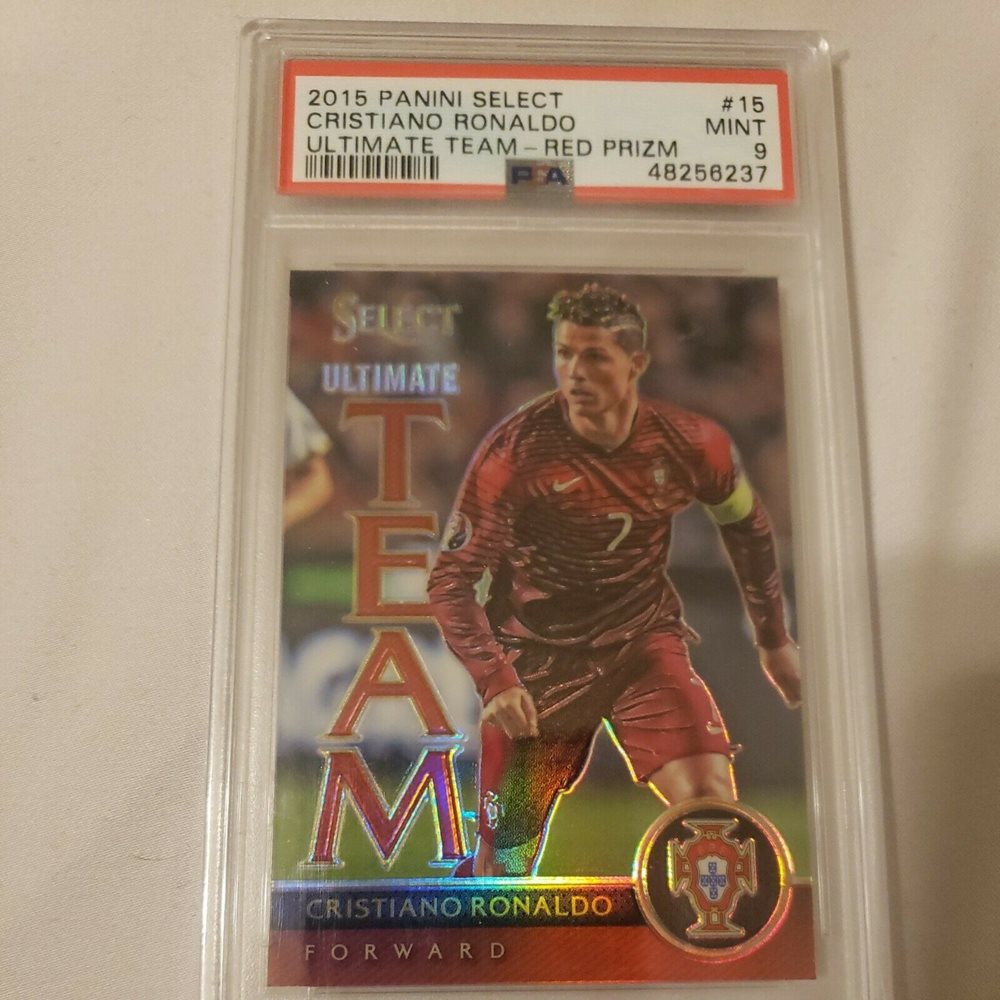 2015 PANINI SELECT #15
CRISTIANO RONALDO MINT
ULTIMATE TEAM - RED PRIZM 9
PSA 48256237
SELECT
ULTIMATE
TEAM
7
CRISTIANO RONALDO
FORWARD